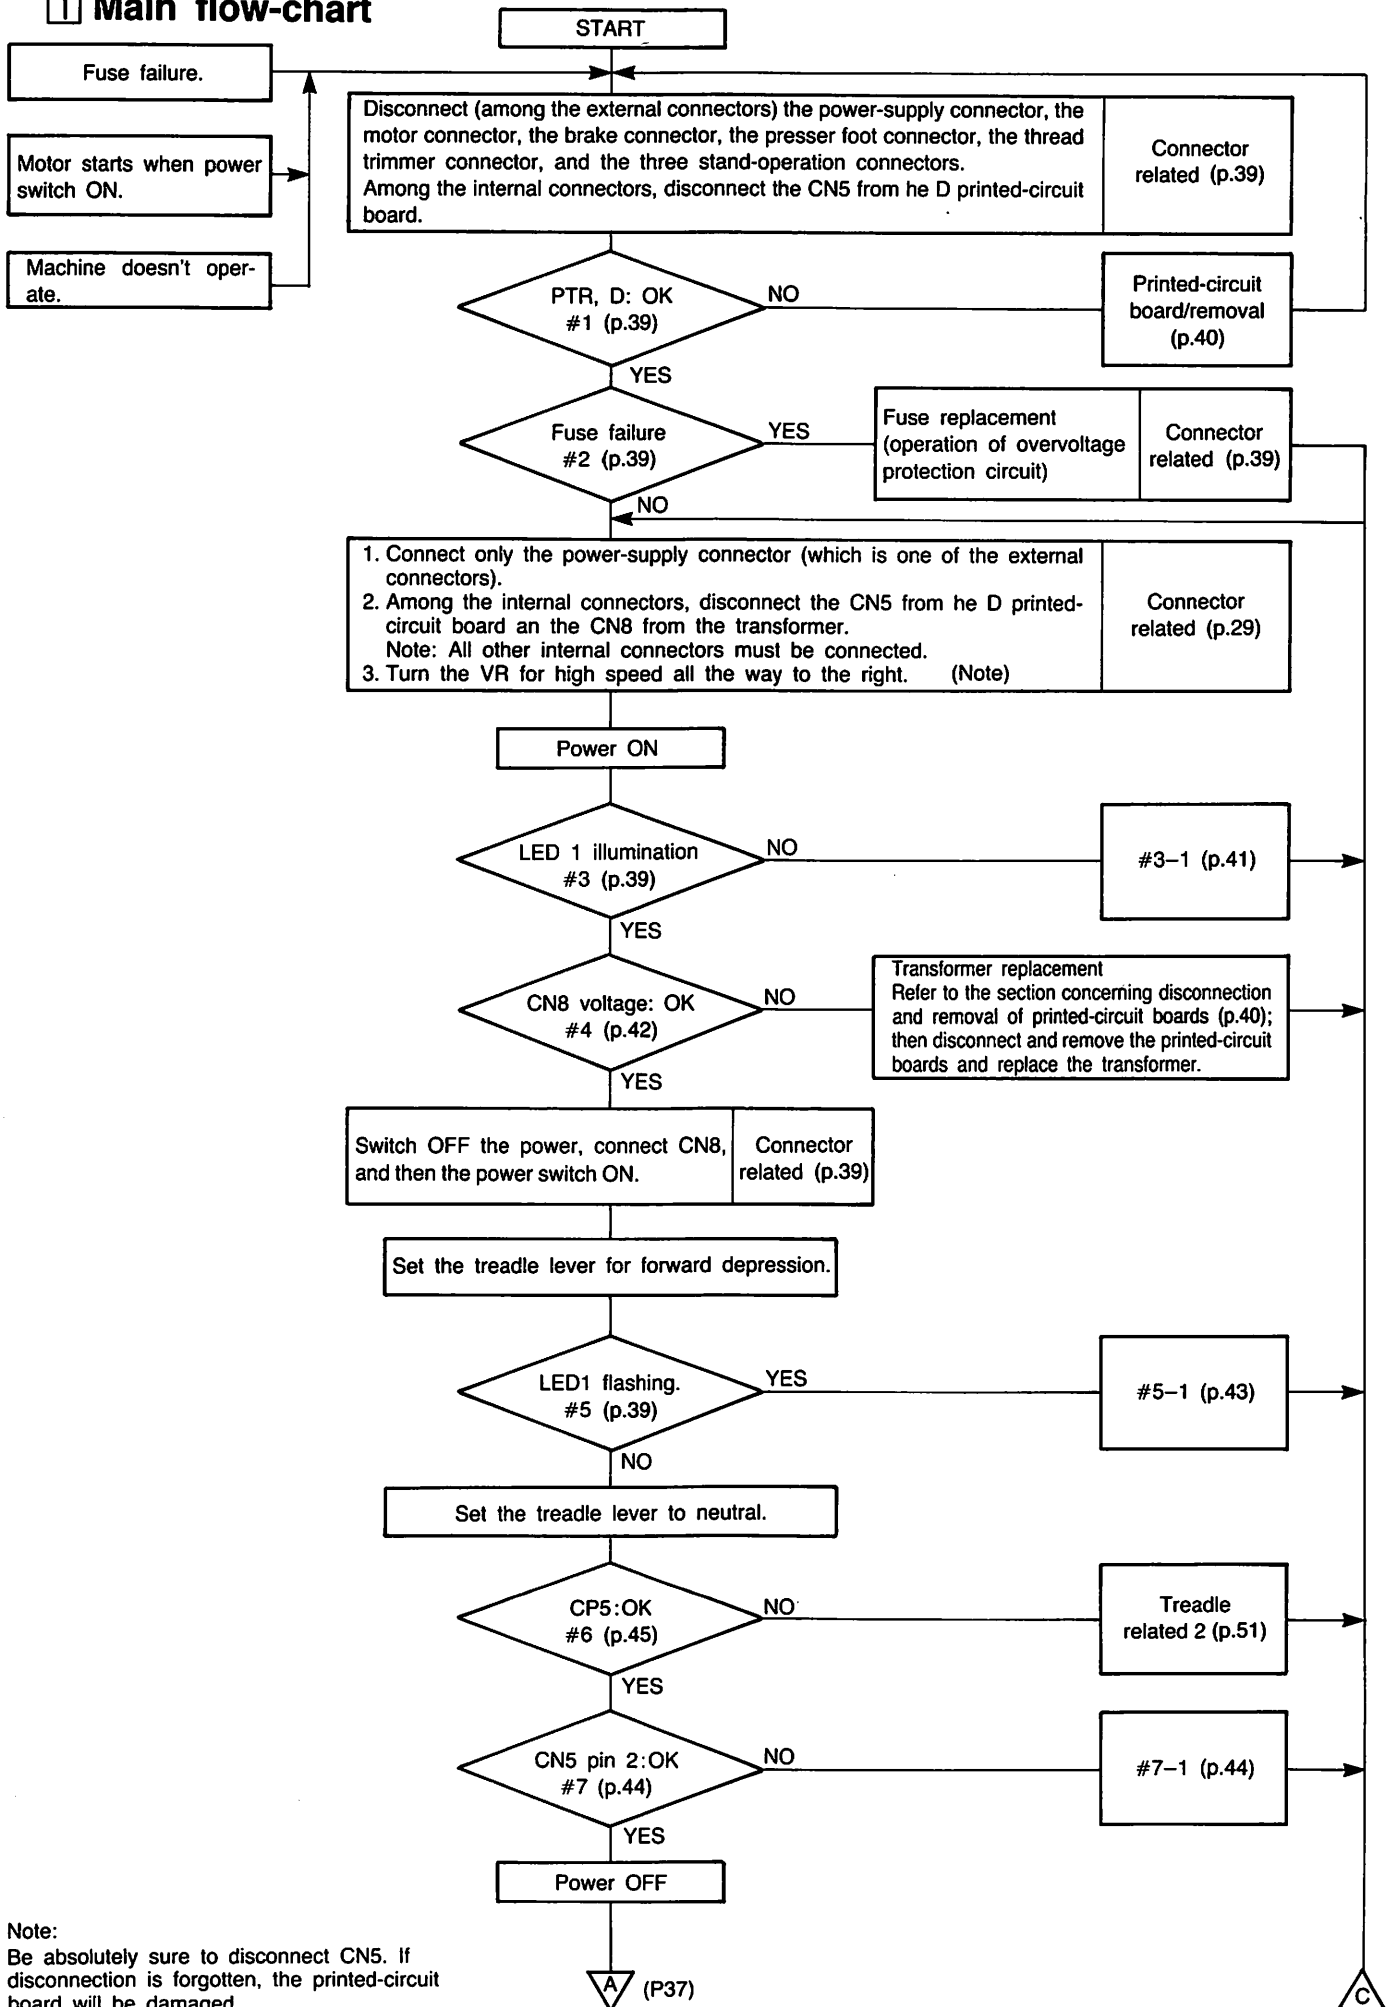 1 Main flow-chart
START
Fuse failure.
Motor starts when power
switch ON.
Machine doesn't oper-
ate.
Disconnect (among the external connectors) the power-supply connector, the
motor connector, the brake connector, the presser foot connector, the thread
trimmer connector, and the three stand-operation connectors.
Among the internal connectors, disconnect the CN5 from he D printed-circuit
board.
Connector
related (p.39)
PTR, D: OK
#1 (p.39)
NO
Printed-circuit
board/removal
(p.40)
YES
Fuse failure
#2 (p.39)
YES
Fuse replacement
(operation of overvoltage
protection circuit)
Connector
related (p.39)
NO
1. Connect only the power-supply connector (which is one of the external
connectors).
2. Among the internal connectors, disconnect the CN5 from he D printed-
circuit board an the CN8 from the transformer.
Note: All other internal connectors must be connected.
3. Turn the VR for high speed all the way to the right. (Note)
Connector
related (p.29)
Power ON
LED 1 illumination
#3 (p.39)
NO
#3-1 (p.41)
YES
CN8 voltage: OK
#4 (p.42)
NO
Transformer replacement
Refer to the section concerning disconnection
and removal of printed-circuit boards (p.40);
then disconnect and remove the printed-circuit
boards and replace the transformer.
YES
Switch OFF the power, connect CN8,
and then the power switch ON.
Connector
related (p.39)
Set the treadle lever for forward depression.
LED1 flashing.
#5 (p.39)
YES
#5-1 (p.43)
NO
Set the treadle lever to neutral.
CP5:OK
#6 (p.45)
NO
Treadle
related 2 (p.51)
YES
CN5 pin 2:OK
#7 (p.44)
NO
#7-1 (p.44)
YES
Power OFF
Note:
Be absolutely sure to disconnect CN5. If
disconnection is forgotten, the printed-circuit
board will be damaged
A (P37)
C